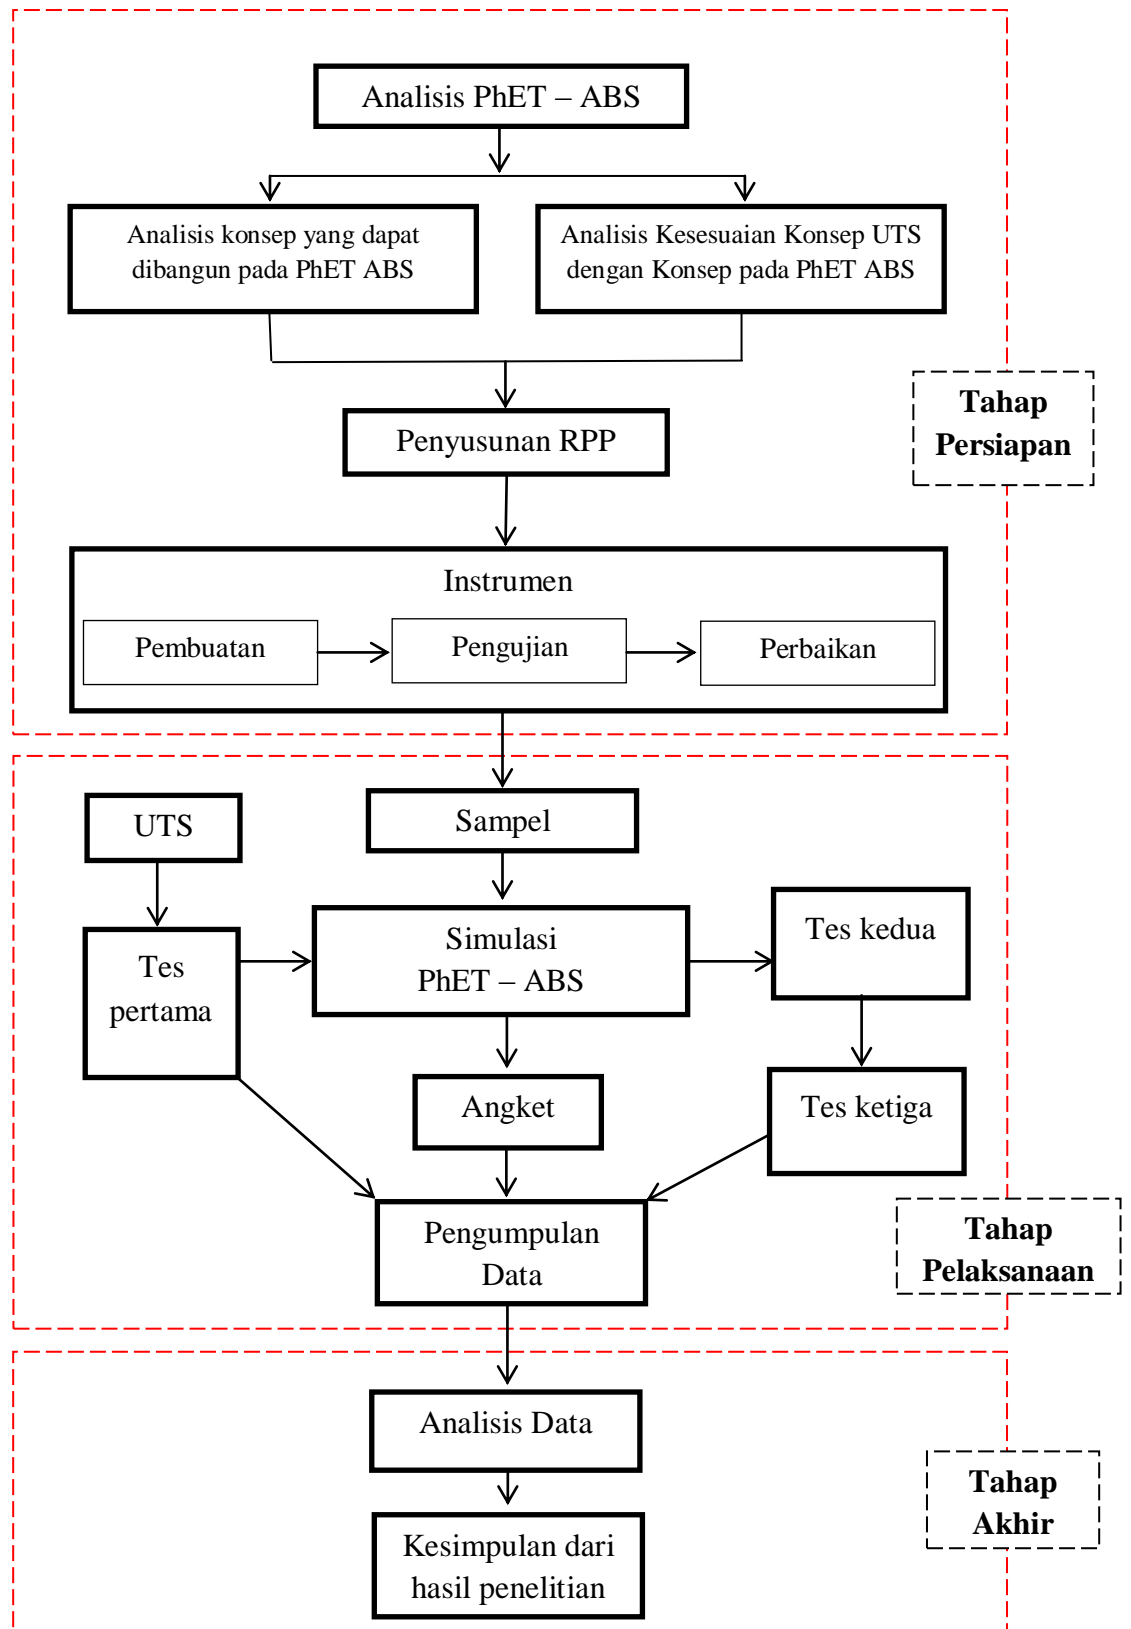 Analisis PhET – ABS
Analisis konsep yang dapat
dibangun pada PhET ABS
Analisis Kesesuaian Konsep UTS
dengan Konsep pada PhET ABS
Tahap
Persiapan
Penyusunan RPP
Instrumen
Pembuatan
Pengujian
Perbaikan
UTS
Sampel
Tes
pertama
Simulasi
PhET – ABS
Tes kedua
Angket
Tes ketiga
Pengumpulan
Data
Tahap
Pelaksanaan
Analisis Data
Tahap
Akhir
Kesimpulan dari
hasil penelitian